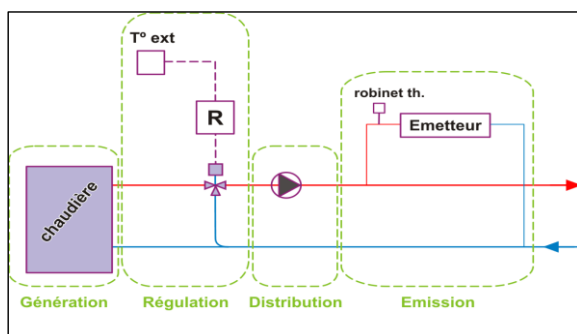 T° ext
R
robinet th.
Emetteur
chaudière
Génération
Régulation
Distribution
Emission